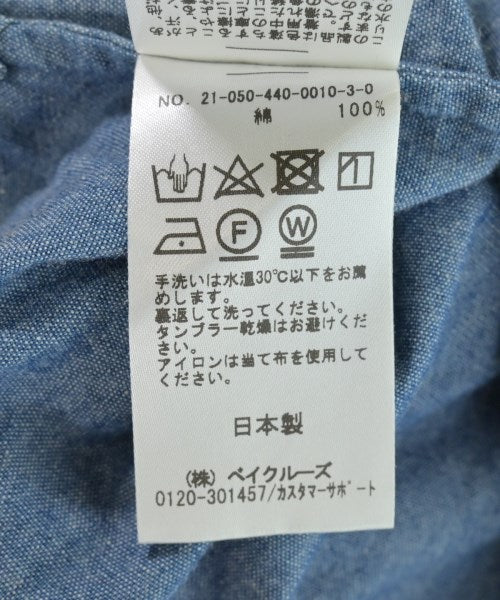 NO. 21-050-440-0010-3-0
綿 100%
F
W
手洗いは水温30℃以下をお薦
めします。
裏返して洗ってください。
タンブラー乾燥はお避けくだ
さい。
アイロンは当て布を使用して
ください。
日本製
(株) ベイクルーズ
0120-301457/カスタマーサポート